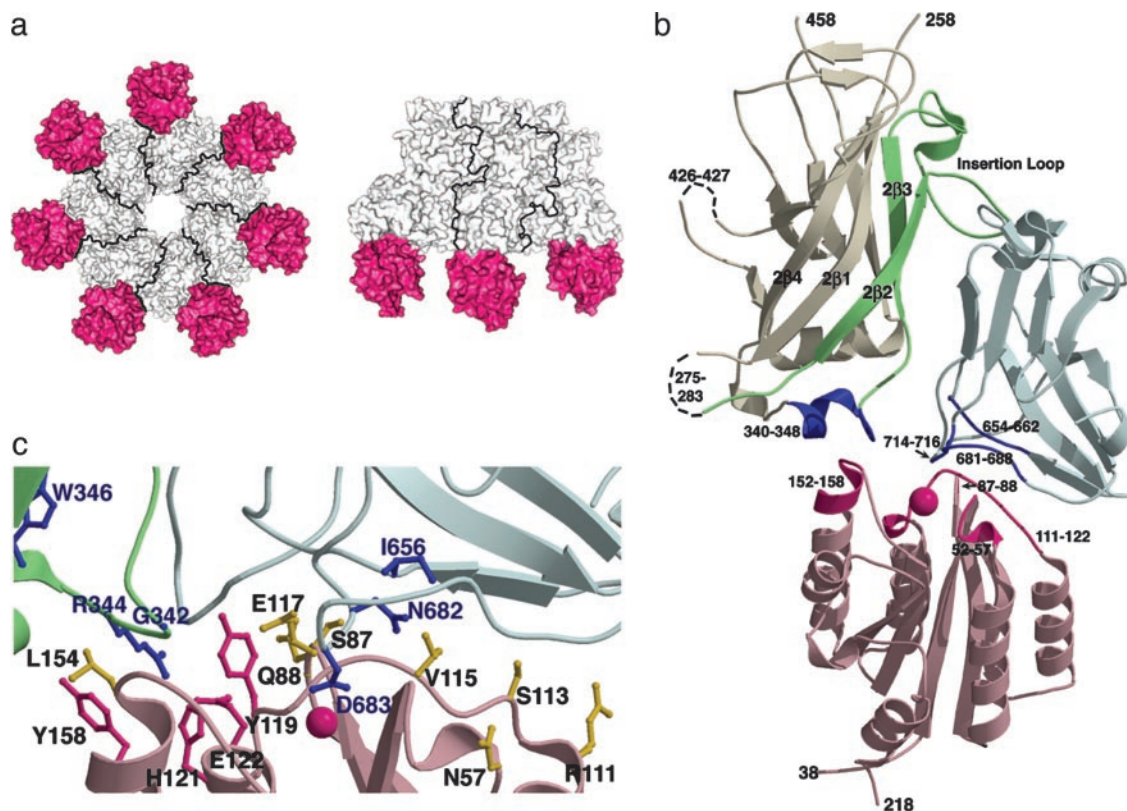 a
b
458
258
426-427
Insertion Loop
2β3
2β4
2β1
2β2
275-
283
340-348
714-716
654-662
681-688
87-88
152-158
52-57
111-122
38
218
c
W346
I656
R344
G342
E117
N682
S87
L154
Q88
V115
D683
S113
Y119
Y158
E122
H121
N57
R111